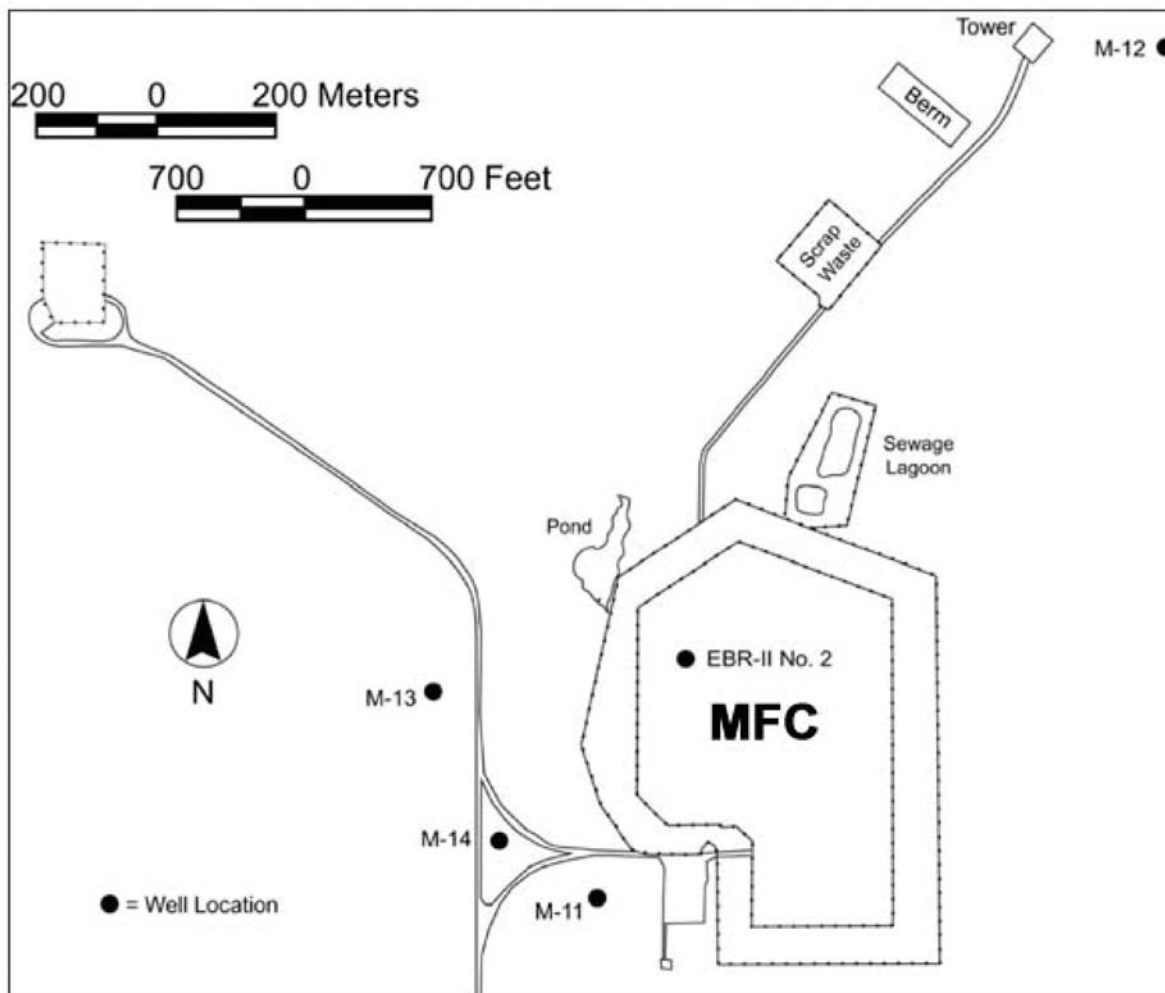 Tower
M-12
Berm
200 0 200 Meters
700 0 700 Feet
Scrap
Waste
Sewage
Lagoon
Pond
N
EBR-II No. 2
M-13
MFC
M-14
= Well Location
M-11